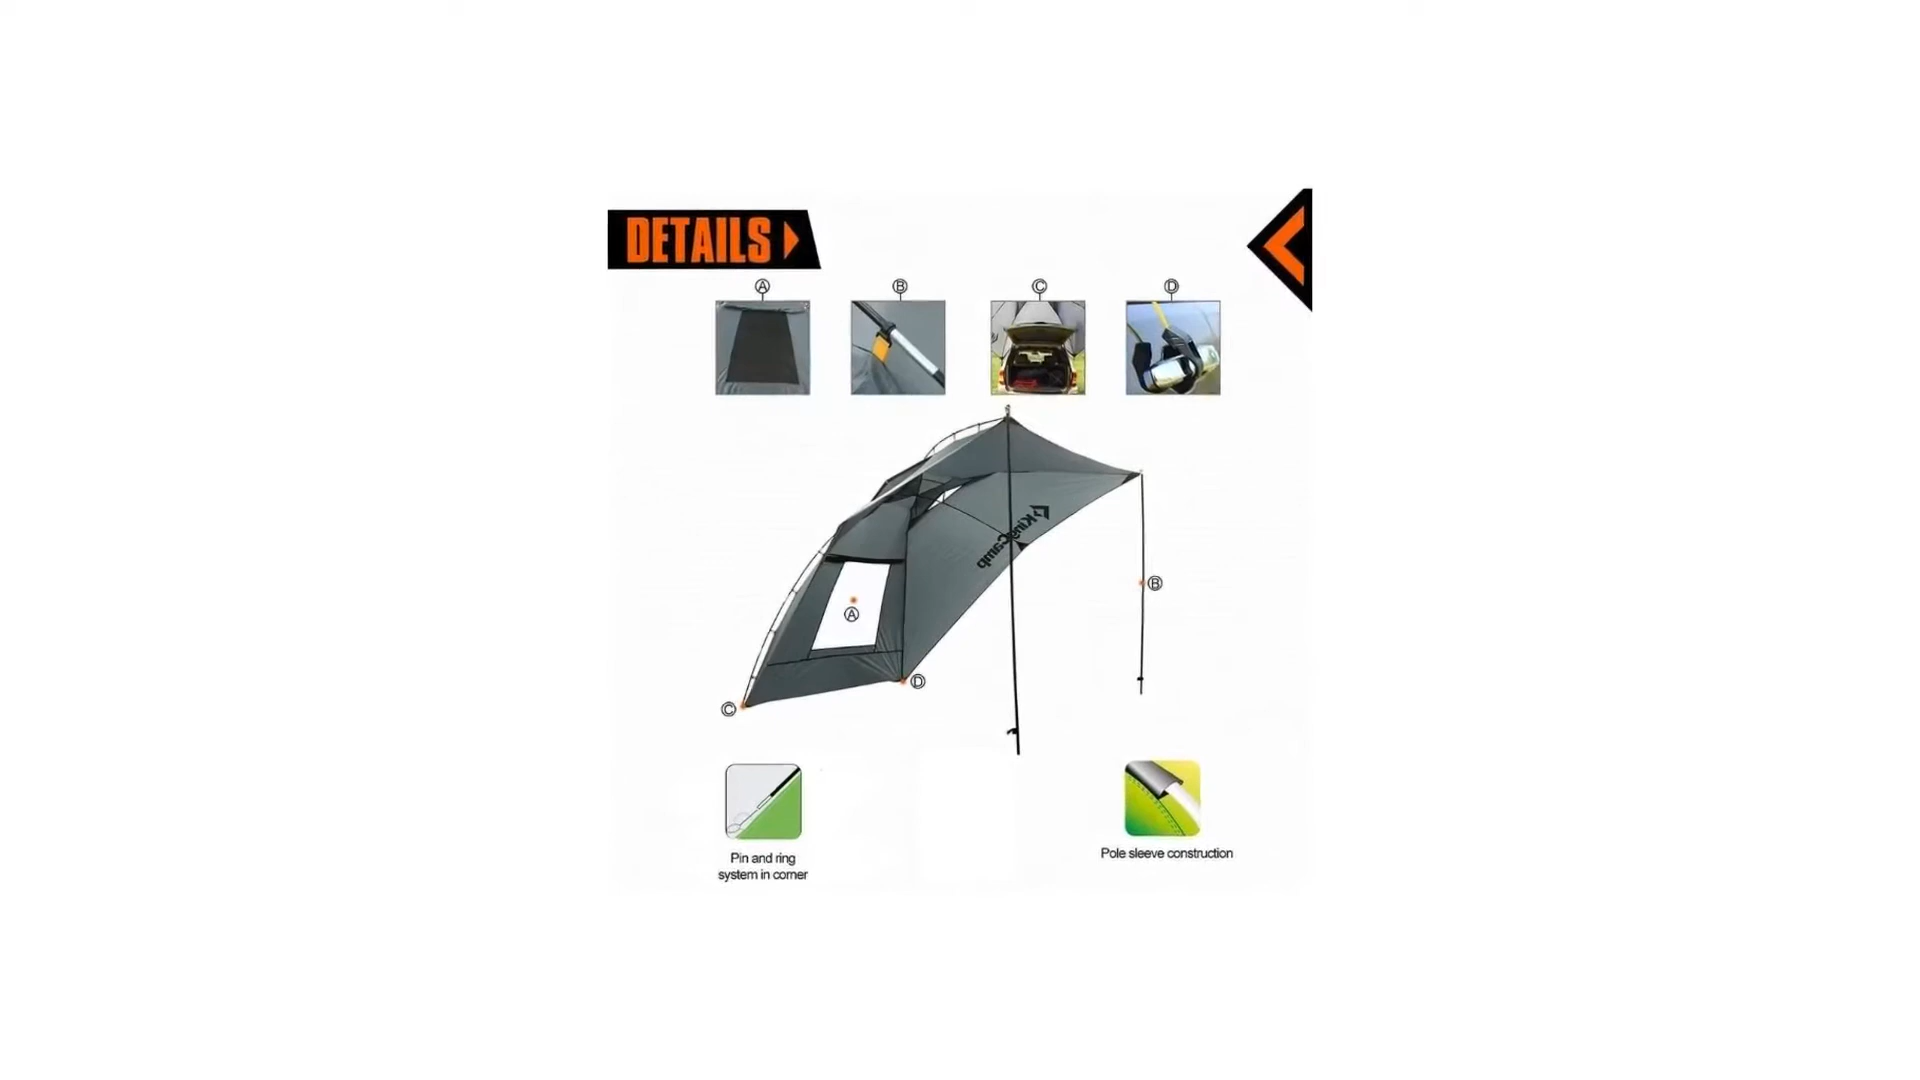 DETAILS
A B C D
KingCamp
A
B
C
D
Pin and ring
system in corner
Pole sleeve construction